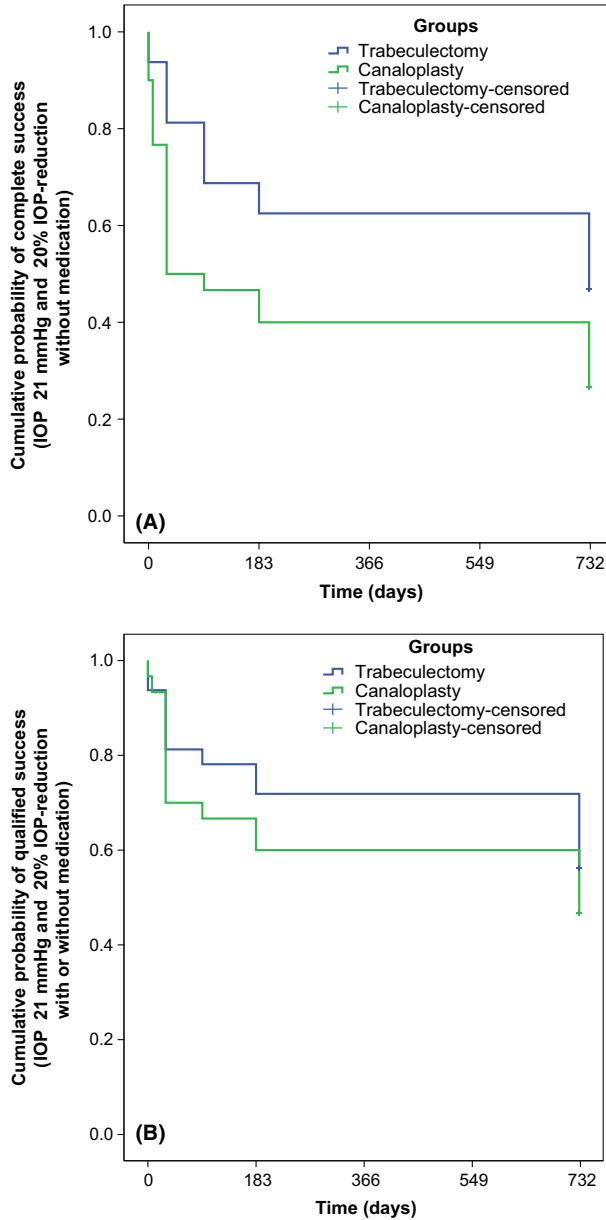 Groups
Trabeculectomy
Canaloplasty
Trabeculectomy-censored
Canaloplasty-censored
Cumulative probability of complete success
(IOP 21 mmHg and 20% IOP-reduction
without medication)
1.0
0.8
0.6
0.4
0.2
0.0
(A)
0 183 366 549 732
Time (days)
Groups
Trabeculectomy
Canaloplasty
Trabeculectomy-censored
Canaloplasty-censored
Cumulative probability of qualified success
(IOP 21 mmHg and 20% IOP-reduction
with or without medication)
1.0
0.8
0.6
0.4
0.2
0.0
(B)
0 183 366 549 732
Time (days)